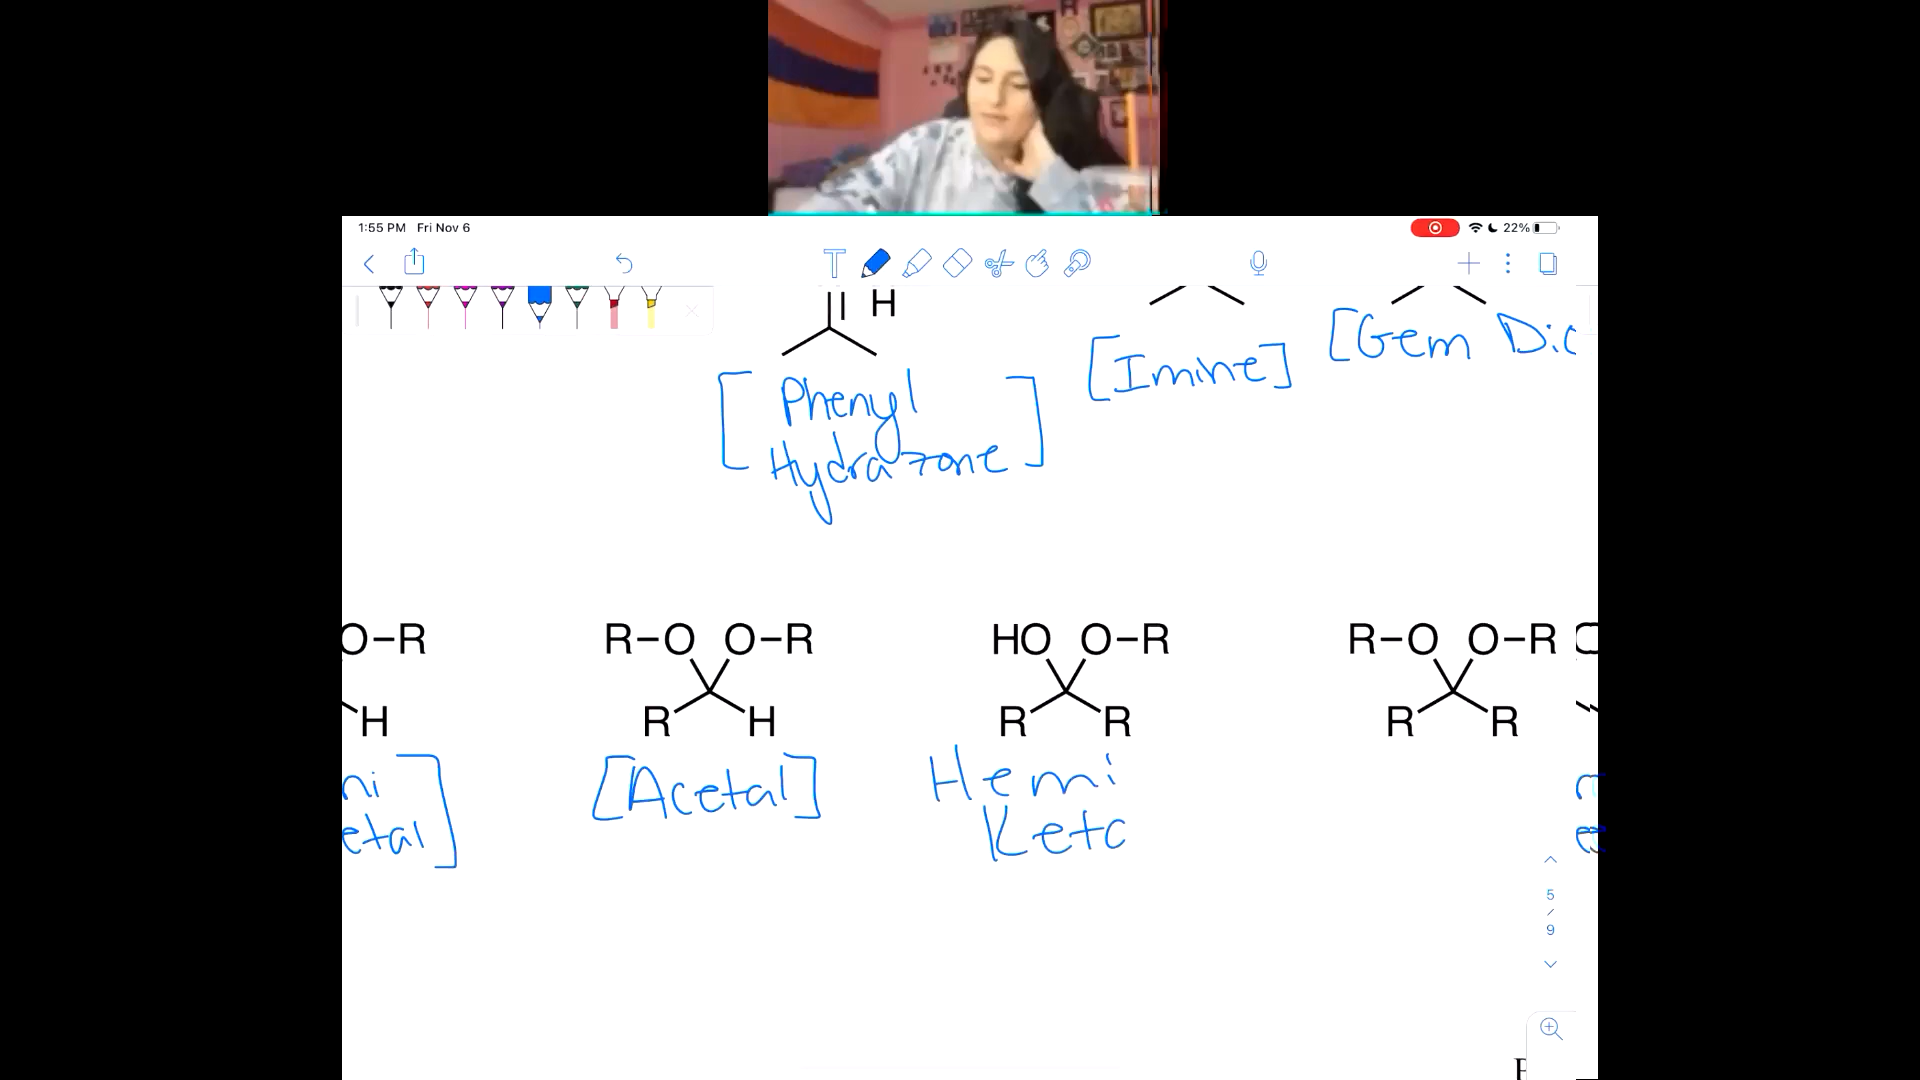 1:55 PM Fri Nov 6
22%
T
H
[Phenyl
Hydrazone]
[Imine]
[Gem Dic
O–R
H
R–O O–R
R H
HO O–R
R R
R–O O–R
R R
ni
etal]
[Acetal]
Hemi
Ketc
5
/
9